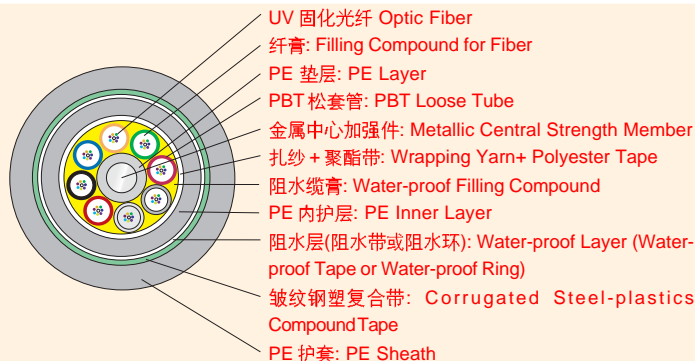 UV 固化光纤 Optic Fiber
纤膏: Filling Compound for Fiber
PE 垫层: PE Layer
PBT 松套管: PBT Loose Tube
金属中心加强件: Metallic Central Strength Member
扎纱 + 聚酯带: Wrapping Yarn+ Polyester Tape
阻水缆膏: Water-proof Filling Compound
PE 内护层: PE Inner Layer
阻水层(阻水带或阻水环): Water-proof Layer (Water-
proof Tape or Water-proof Ring)
皱纹钢塑复合带: Corrugated Steel-plastics
Compound Tape
PE 护套: PE Sheath